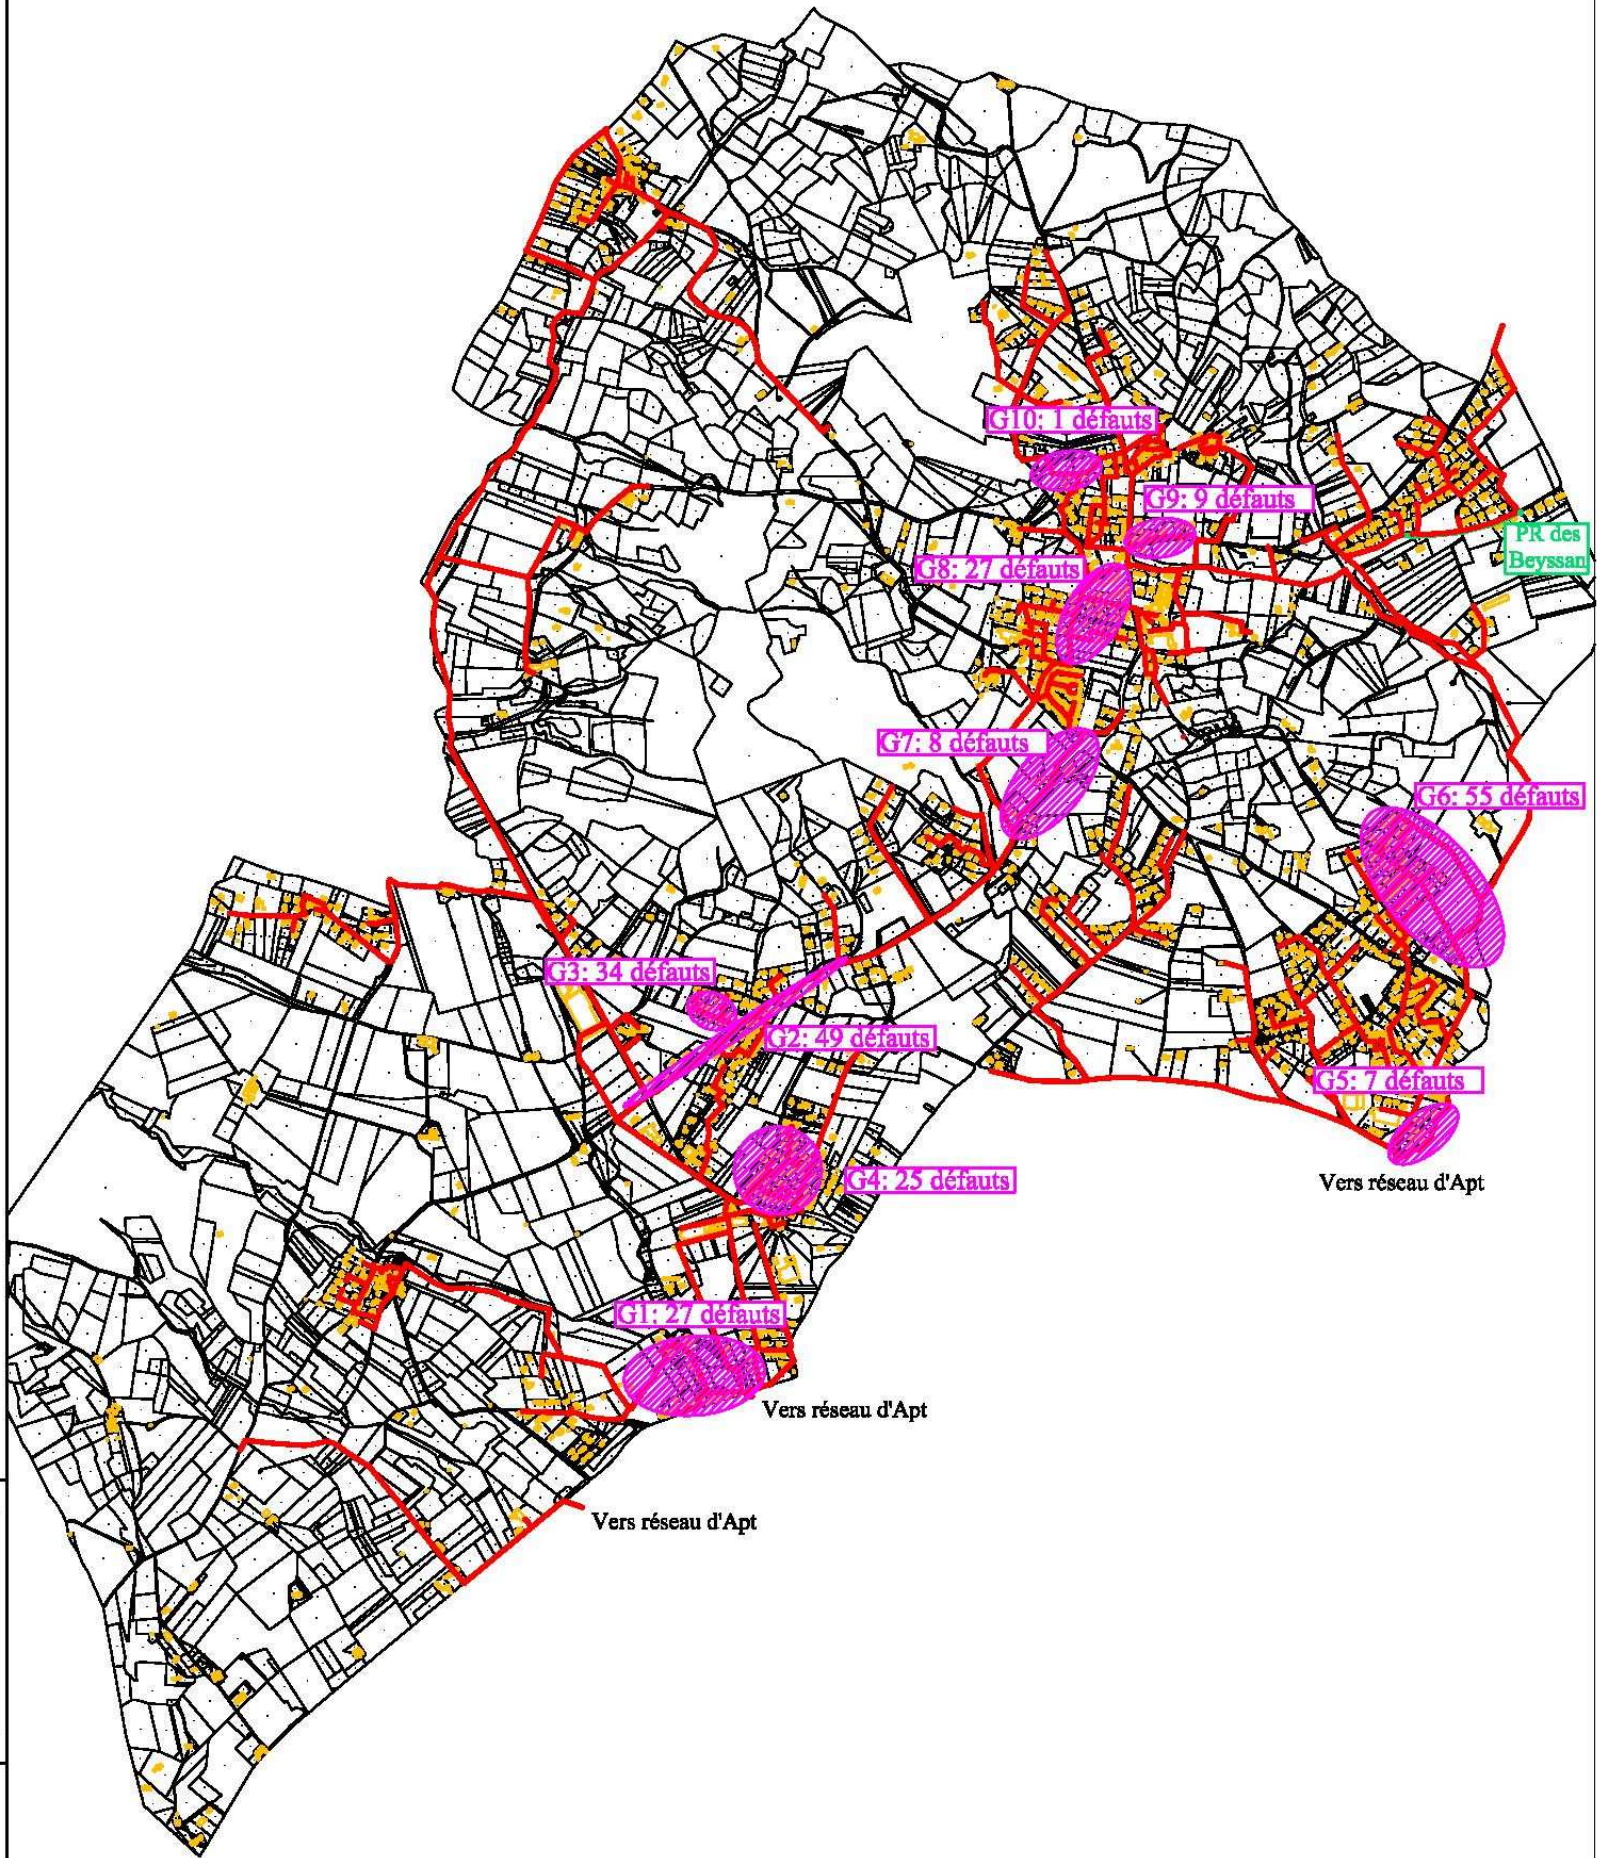 G10: 1 défauts
G9: 9 défauts
PR des
Beyssan
G8: 27 défauts
G7: 8 défauts
G6: 55 défauts
G3: 34 défauts
G2: 49 défauts
G5: 7 défauts
G4: 25 défauts
Vers réseau d'Apt
G1: 27 défauts
Vers réseau d'Apt
Vers réseau d'Apt